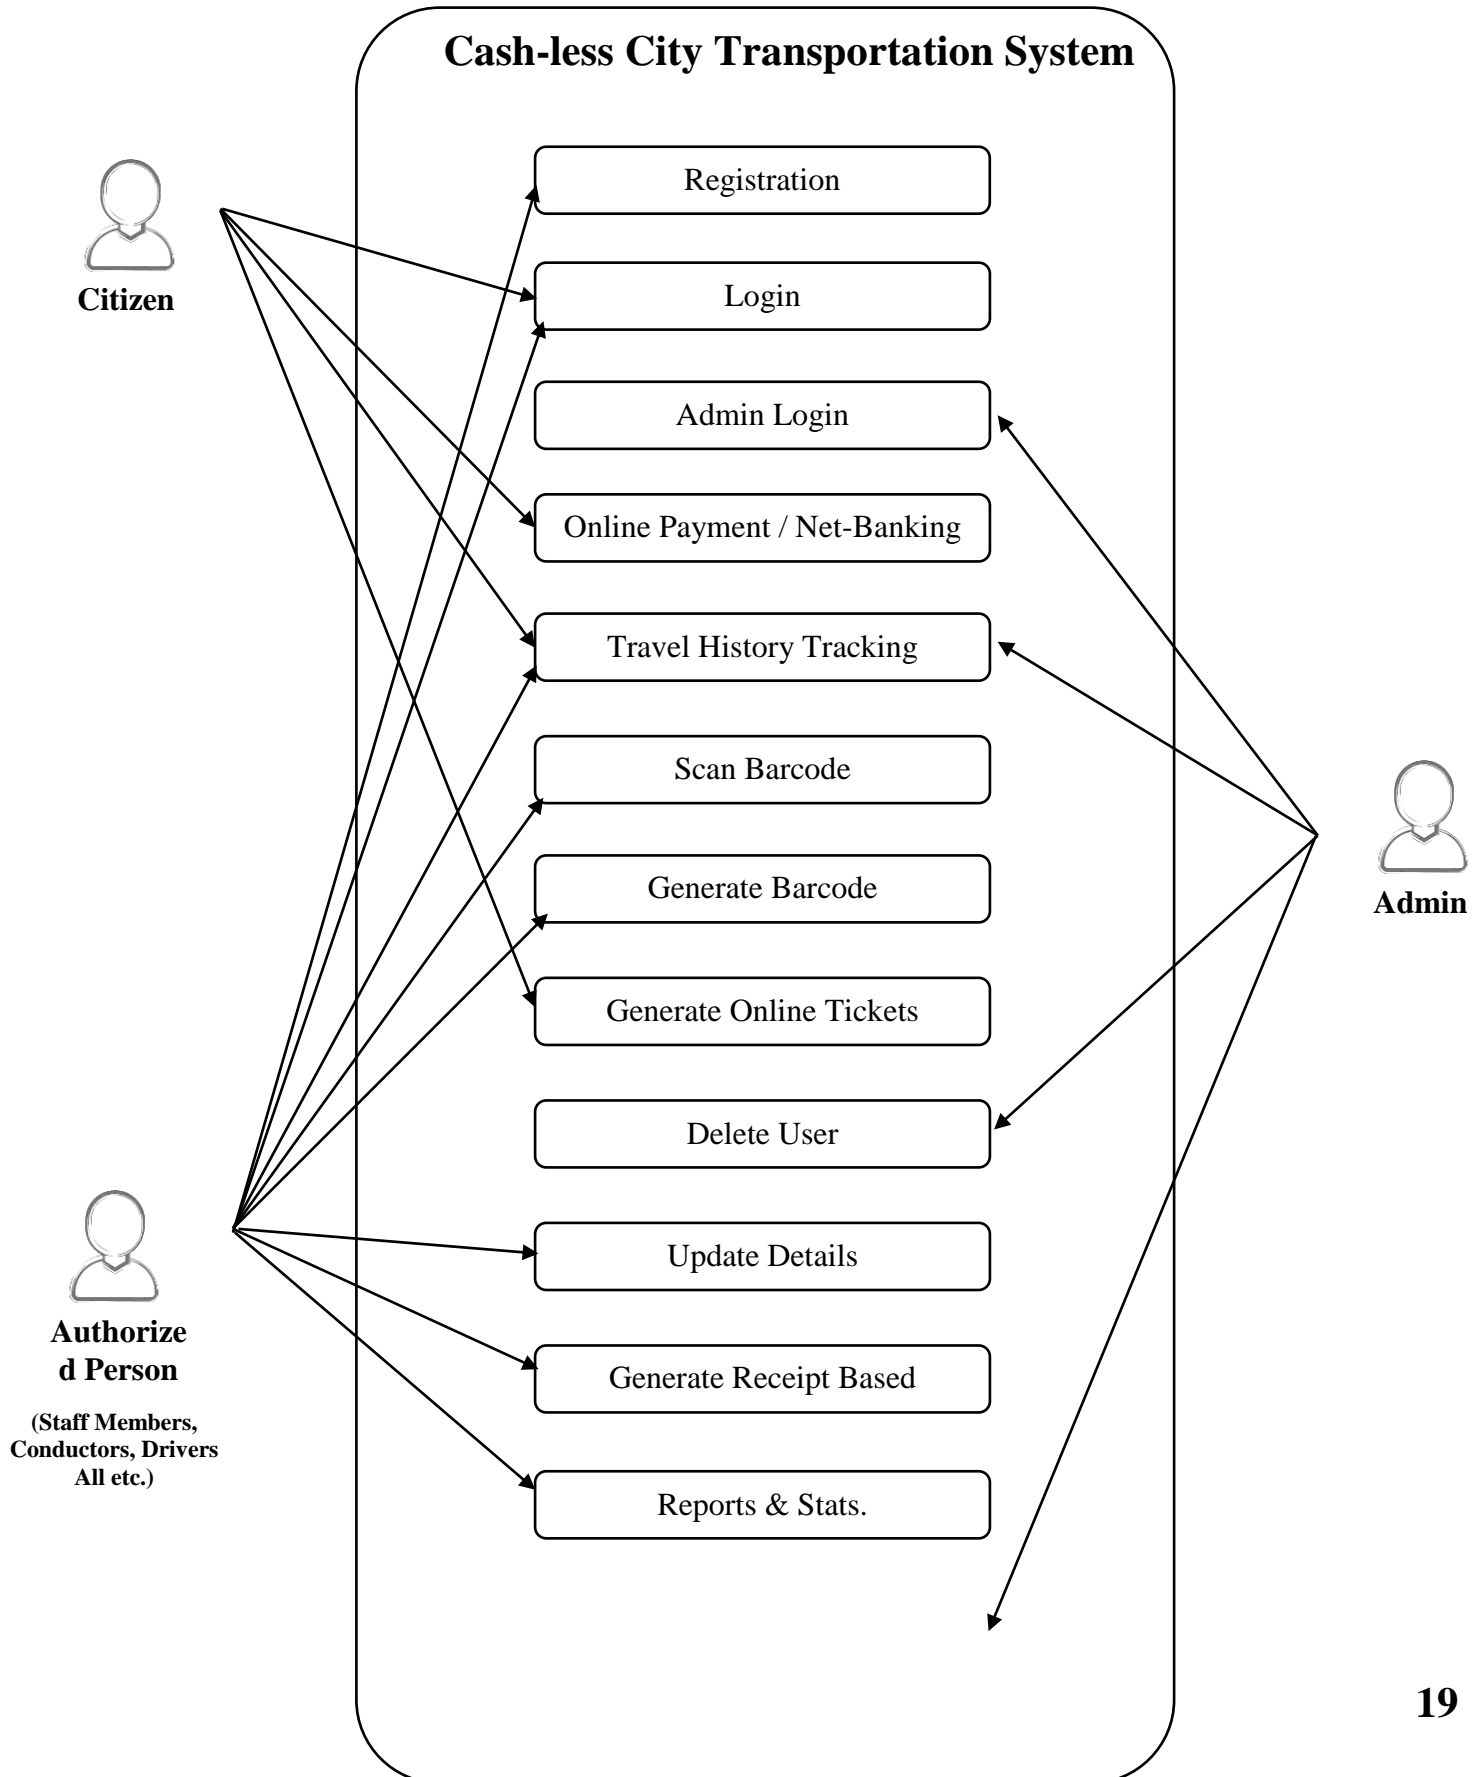 Cash-less City Transportation System
Registration
Citizen
Login
Admin Login
Online Payment / Net-Banking
Travel History Tracking
Scan Barcode
Generate Barcode
Admin
Generate Online Tickets
Delete User
Update Details
Authorize
d Person
(Staff Members,
Conductors, Drivers
All etc.)
Generate Receipt Based
Reports & Stats.
19